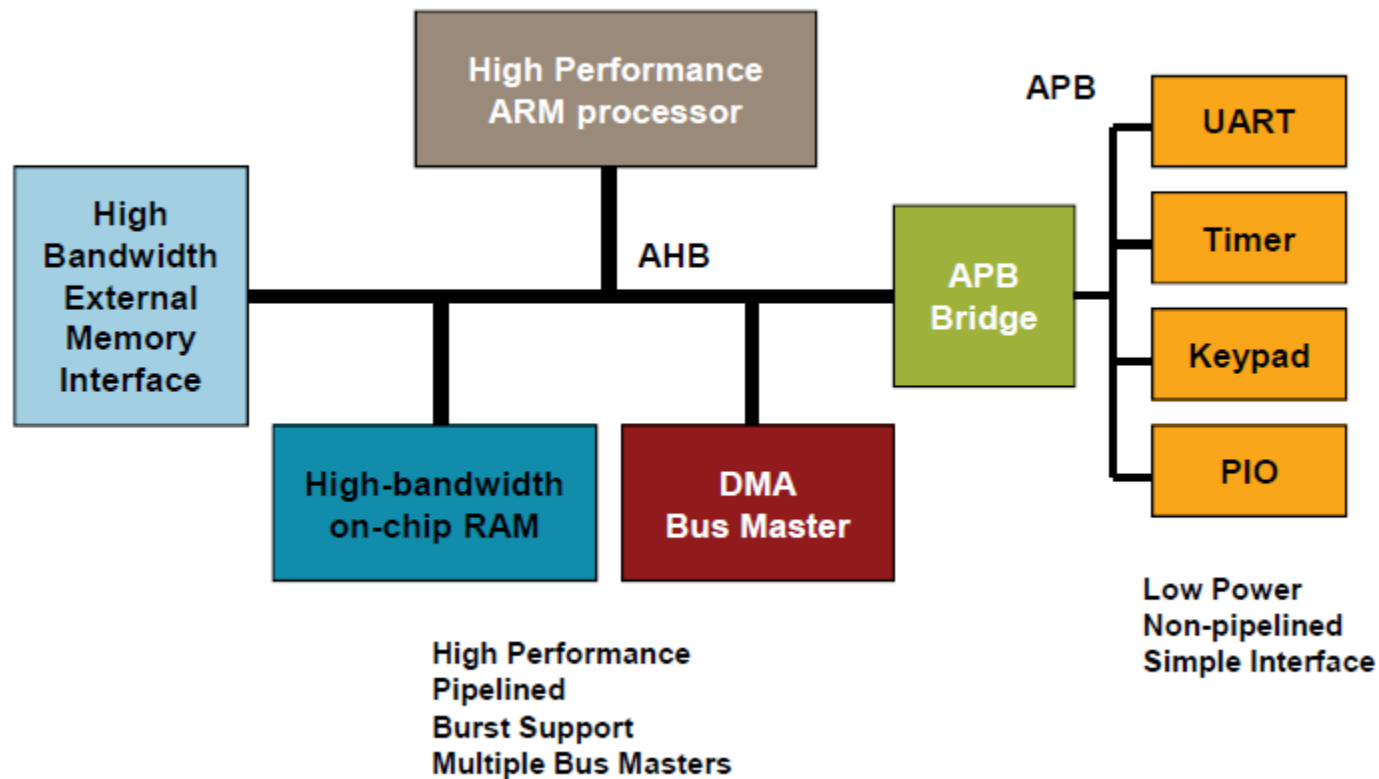 High Performance
ARM processor
APB
UART
High
Bandwidth
External
Memory
Interface
AHB
APB
Bridge
Timer
Keypad
PIO
High-bandwidth
on-chip RAM
DMA
Bus Master
High Performance
Pipelined
Burst Support
Multiple Bus Masters
Low Power
Non-pipelined
Simple Interface